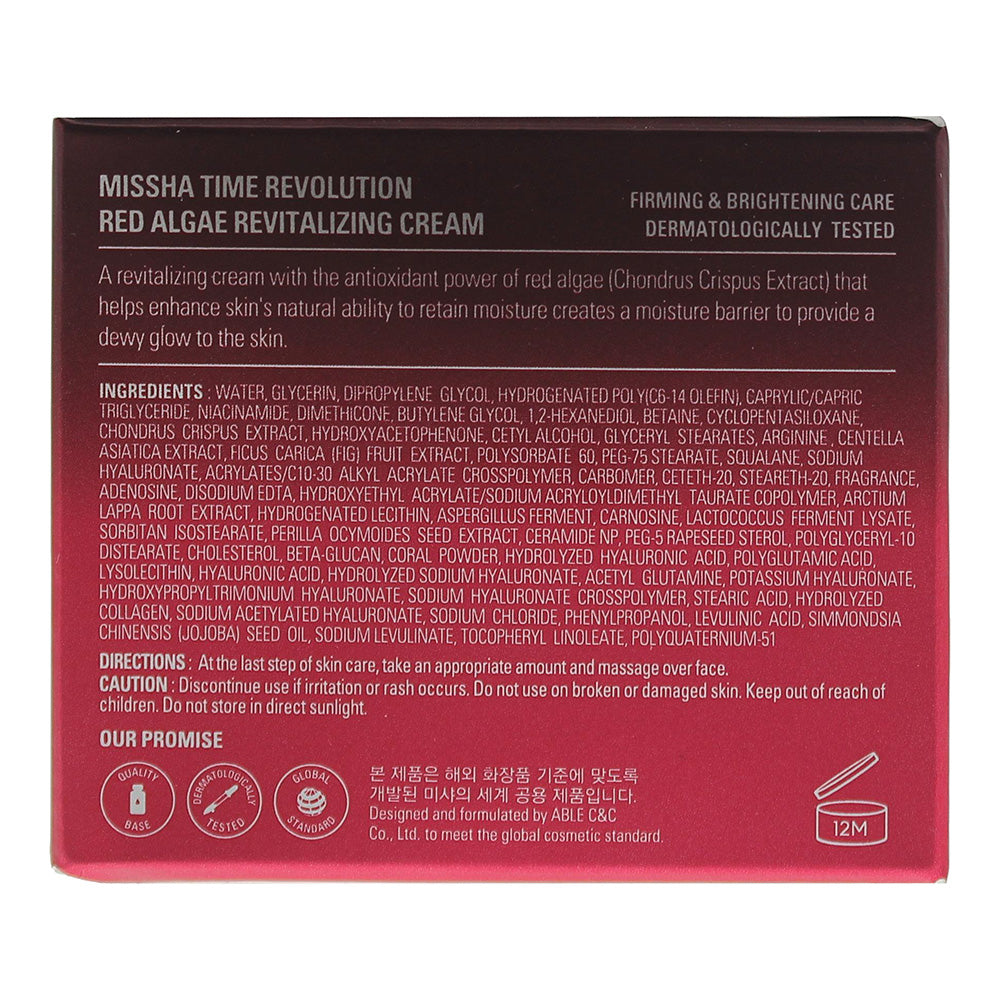 MISSHA TIME REVOLUTION
RED ALGAE REVITALIZING CREAM
FIRMING & BRIGHTENING CARE
DERMATOLOGICALLY TESTED
A revitalizing cream with the antioxidant power of red algae (Chondrus Crispus Extract) that
helps enhance skin's natural ability to retain moisture creates a moisture barrier to provide a
dewy glow to the skin.
INGREDIENTS : WATER, GLYCERIN, DIPROPYLENE GLYCOL, HYDROGENATED POLY(C6-14 OLEFIN), CAPRYLIC/CAPRIC
TRIGLYCERIDE, NIACINAMIDE, DIMETHICONE, BUTYLENE GLYCOL, 1,2-HEXANEDIOL, BETAINE, CYCLOPENTASILOXANE,
CHONDRUS CRISPUS EXTRACT, HYDROXYACETOPHENONE, CETYL ALCOHOL, GLYCERYL STEARATES, ARGININE, CENTELLA
ASIATICA EXTRACT, FICUS CARICA (FIG) FRUIT EXTRACT, POLYSORBATE 60, PEG-75 STEARATE, SQUALANE, SODIUM
HYALURONATE, ACRYLATES/C10-30 ALKYL ACRYLATE CROSSPOLYMER, CARBOMER, CETETH-20, STEARETH-20, FRAGRANCE,
ADENOSINE, DISODIUM EDTA, HYDROXYETHYL ACRYLATE/SODIUM ACRYLOYLDIMETHYL TAURATE COPOLYMER, ARCTIUM
LAPPA ROOT EXTRACT, HYDROGENATED LECITHIN, ASPERGILLUS FERMENT, CARNOSINE, LACTOCOCCUS FERMENT LYSATE,
SORBITAN ISOSTEARATE, PERILLA OCYMOIDES SEED EXTRACT, CERAMIDE NP, PEG-5 RAPESEED STEROL, POLYGLYCERYL-10
DISTEARATE, CHOLESTEROL, BETA-GLUCAN, CORAL POWDER, HYDROLYZED HYALURONIC ACID, POLYGLUTAMIC ACID,
LYSOLECITHIN, HYALURONIC ACID, HYDROLYZED SODIUM HYALURONATE, ACETYL GLUTAMINE, POTASSIUM HYALURONATE,
HYDROXYPROPYLTRIMONIUM HYALURONATE, SODIUM HYALURONATE CROSSPOLYMER, STEARIC ACID, HYDROLYZED
COLLAGEN, SODIUM ACETYLATED HYALURONATE, SODIUM CHLORIDE, PHENYLPROPANOL, LEVULINIC ACID, SIMMONDSIA
CHINENSIS (JOJOBA) SEED OIL, SODIUM LEVULINATE, TOCOPHERYL LINOLEATE, POLYQUATERNIUM-51
DIRECTIONS : At the last step of skin care, take an appropriate amount and massage over face.
CAUTION : Discontinue use if irritation or rash occurs. Do not use on broken or damaged skin. Keep out of reach of
children. Do not store in direct sunlight.
OUR PROMISE
QUALITY
BASE
DERMATOLOGICALLY
TESTED
GLOBAL
STANDARD
본 제품은 해외 화장품 기준에 맞도록
개발된 미샤의 세계 공용 제품입니다.
Designed and formulated by ABLE C&C
Co., Ltd. to meet the global cosmetic standard.
12M